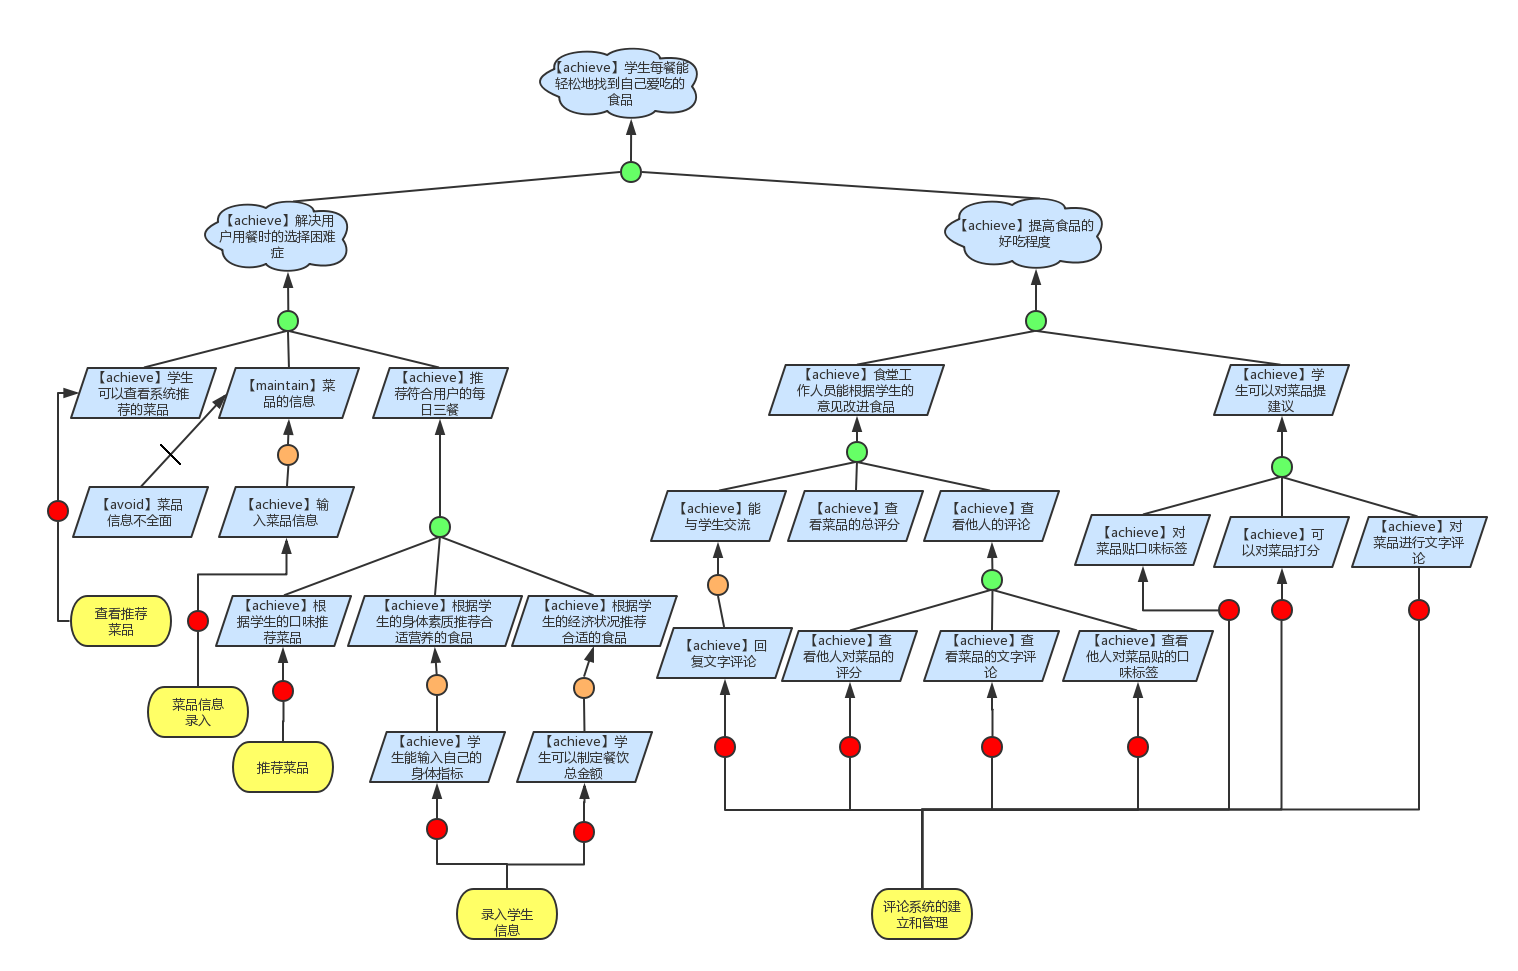 【achieve】学生每餐能
轻松地找到自己爱吃的
食品
【achieve】解决用
户用餐时的选择困难
症
【achieve】提高食品的
好吃程度
【achieve】学生
可以查看系统推
荐的菜品
【maintain】菜
品的信息
【achieve】推
荐符合用户的每
日三餐
【achieve】食堂工
作人员能根据学生的
意见改进食品
【achieve】学
生可以对菜品提
建议
【avoid】菜品
信息不全面
【achieve】输
入菜品信息
【achieve】能
与学生交流
【achieve】查
看菜品的总评分
【achieve】查
看他人的评论
【achieve】对
菜品贴口味标签
【achieve】可
以对菜品打分
【achieve】对
菜品进行文字评
论
查看推荐
菜品
【achieve】根
据学生的口味推
荐菜品
【achieve】根据学
生的身体素质推荐合
适营养的食品
【achieve】根据学
生的经济状况推荐
合适的食品
【achieve】回
复文字评论
【achieve】查
看他人对菜品的
评分
【achieve】查
看菜品的文字评
论
【achieve】查看
他人对菜品贴的口
味标签
菜品信息
录入
推荐菜品
【achieve】学
生能输入自己的
身体指标
【achieve】学
生可以制定餐饮
总金额
录入学生
信息
评论系统的建
立和管理